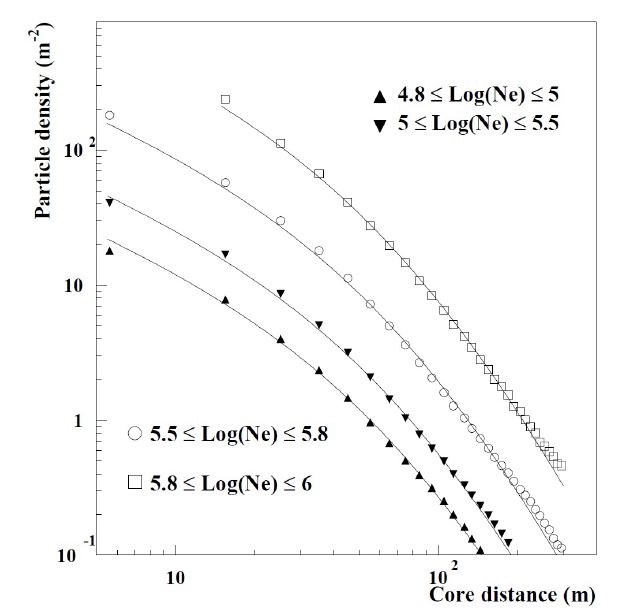 Particle density (m⁻²)
4.8 ≤ Log(Ne) ≤ 5
5 ≤ Log(Ne) ≤ 5.5
10²
10
1
10⁻¹
5.5 ≤ Log(Ne) ≤ 5.8
5.8 ≤ Log(Ne) ≤ 6
10
10²
Core distance (m)